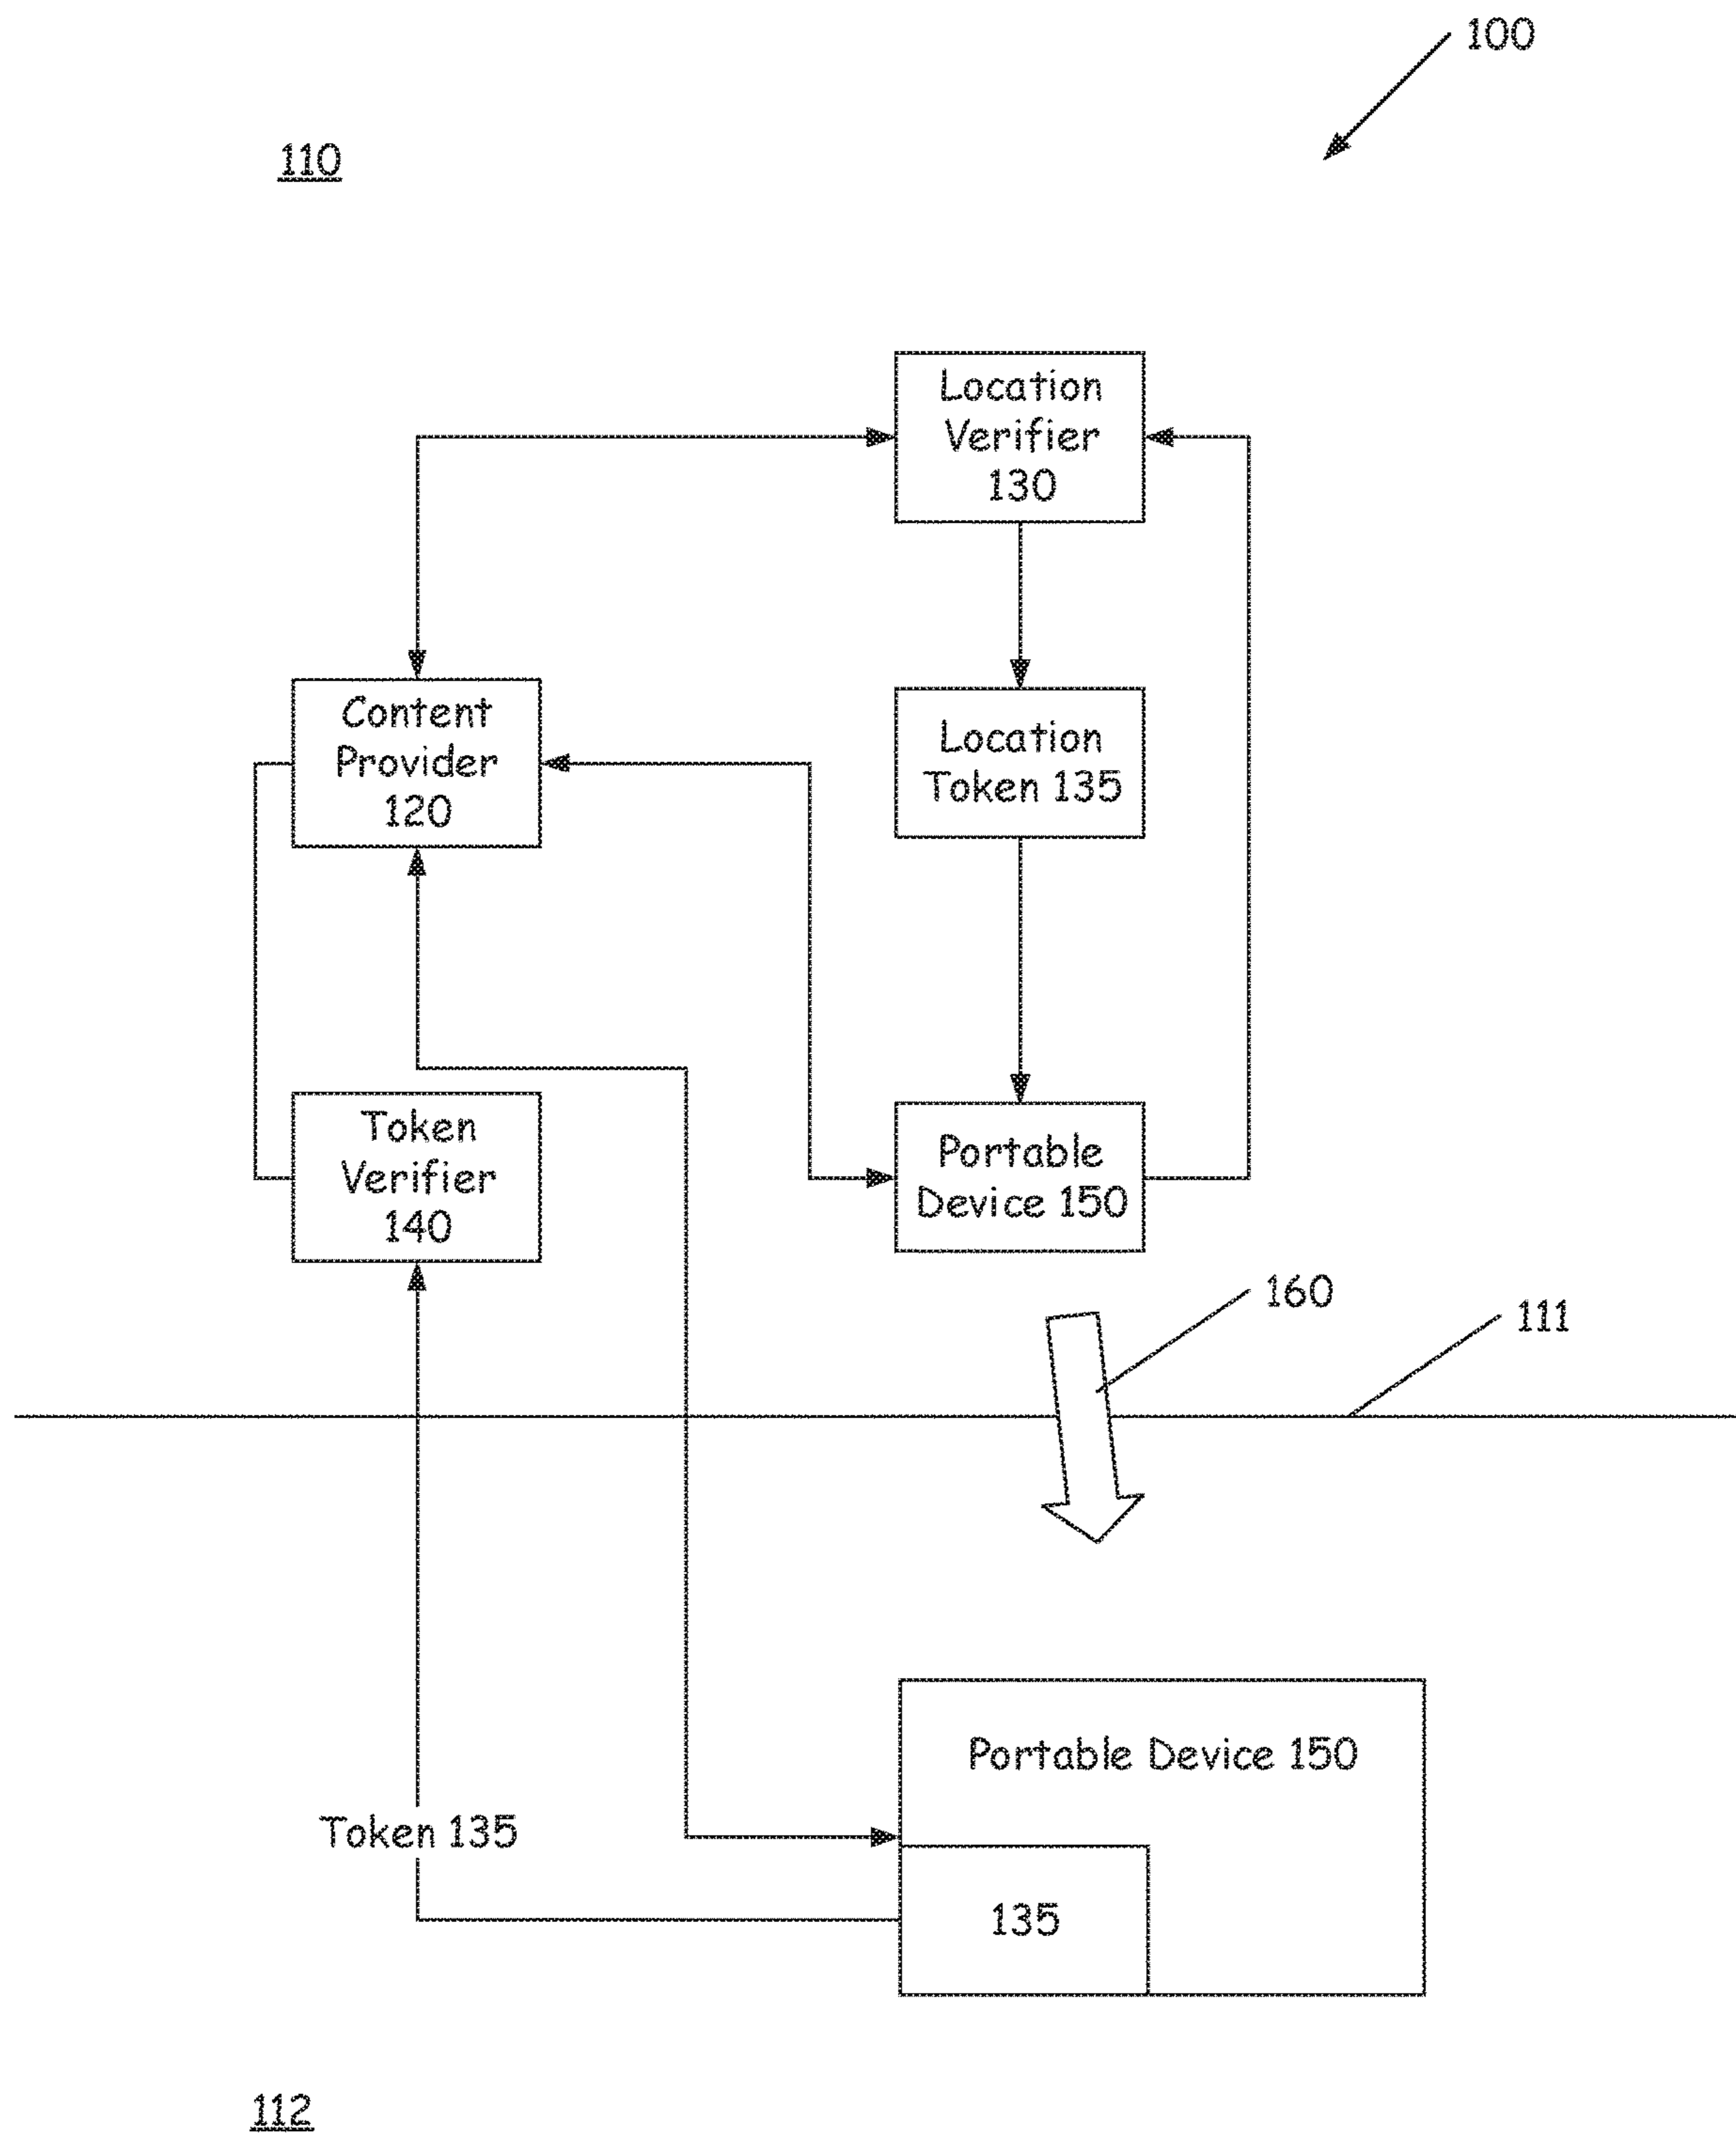 100
110
Location
Verifier
130
Content
Provider
120
Location
Token 135
Token
Verifier
140
Portable
Device 150
160
111
Portable Device 150
Token 135
135
112